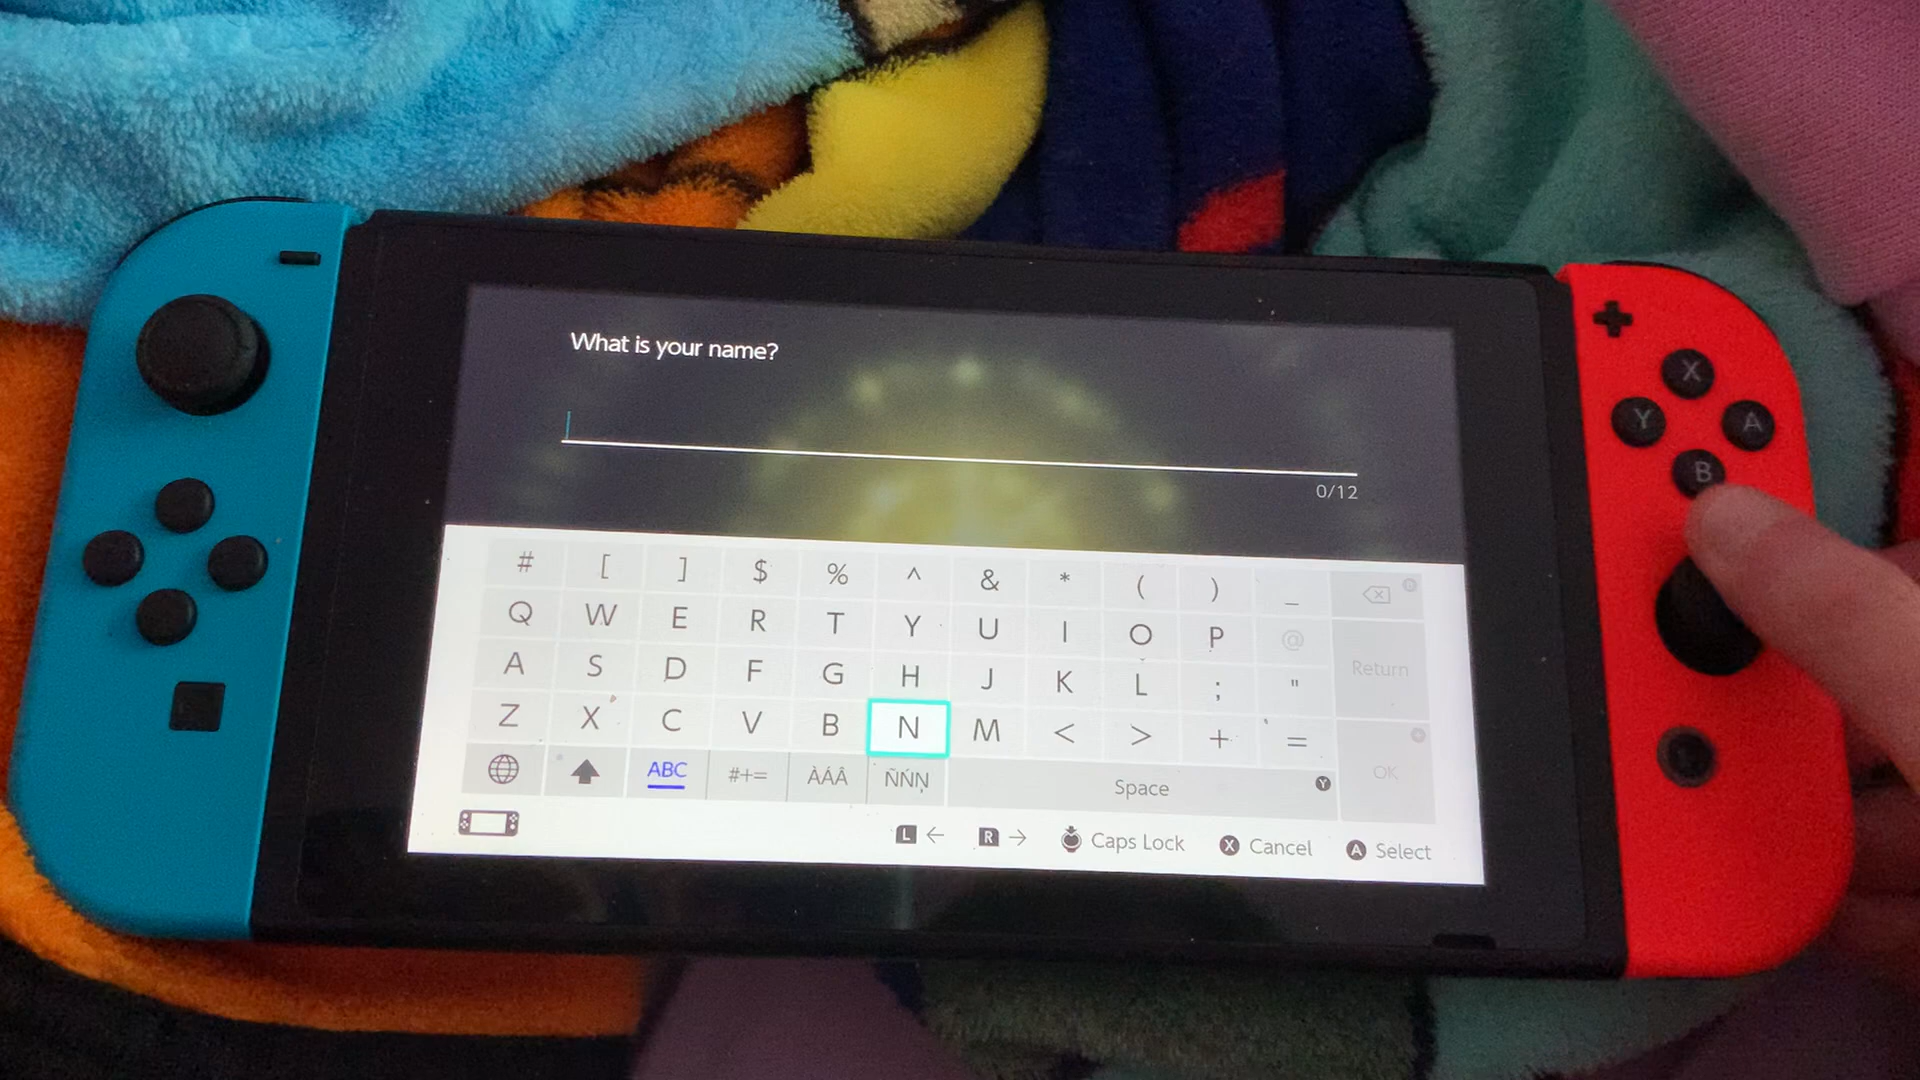 What is your name?
0/12
# [ ] $ % ^ & * ( ) _
Q W E R T Y U I O P @
A S D F G H J K L ; " Return
Z X C V B N M < > + =
ABC #+= ÀÁÂ ÑŃŅ Space Y OK
L ← R → Caps Lock X Cancel A Select
X
Y A
B